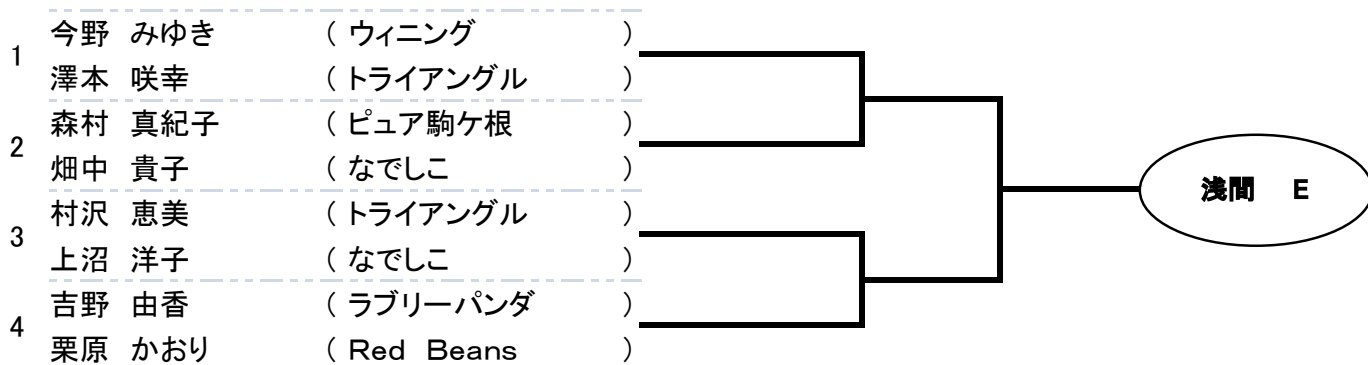 1
今野 みゆき ( ウィニング )
澤本 咲幸 ( トライアングル )
2
森村 真紀子 ( ピュア駒ケ根 )
畑中 貴子 ( なでしこ )
3
村沢 恵美 ( トライアングル )
上沼 洋子 ( なでしこ )
4
吉野 由香 ( ラブリーパンダ )
栗原 かおり ( Red Beans )
浅間 E